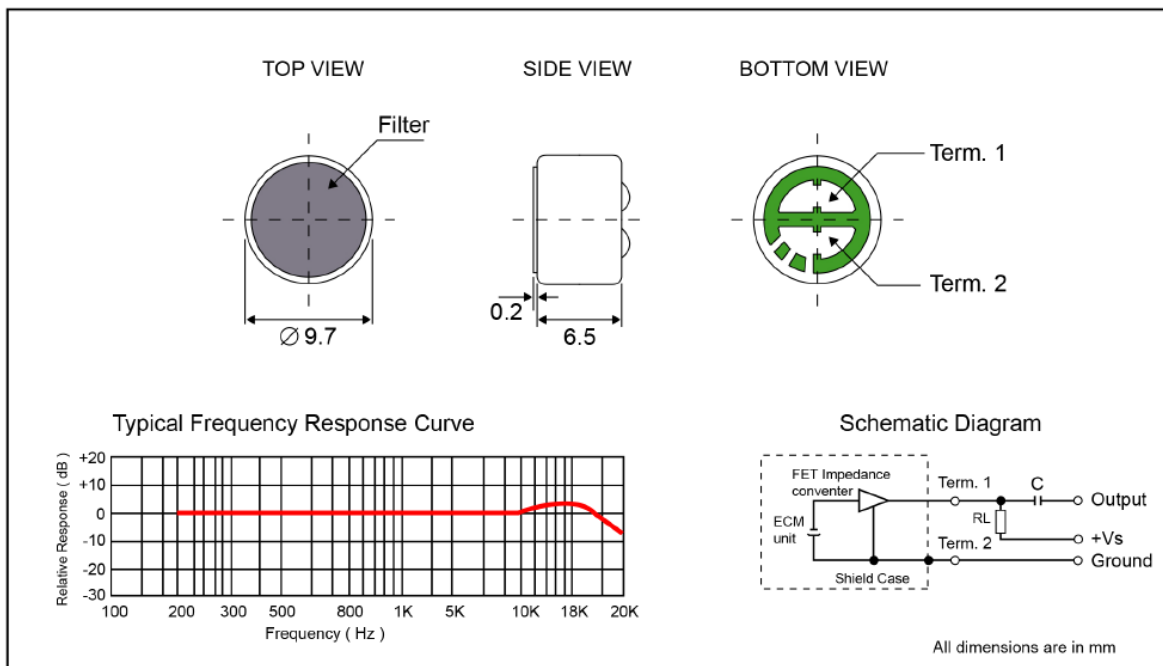 TOP VIEW
SIDE VIEW
BOTTOM VIEW
Filter
Term. 1
Term. 2
Ø 9.7
0.2
6.5
Typical Frequency Response Curve
Relative Response ( dB )
+20
+10
0
-10
-20
-30
100 200 300 500 800 1K 5K 10K 18K 20K
Frequency ( Hz )
Schematic Diagram
FET Impedance
conventer
ECM
unit
Shield Case
Term. 1
C
Output
RL
+Vs
Term. 2
Ground
All dimensions are in mm